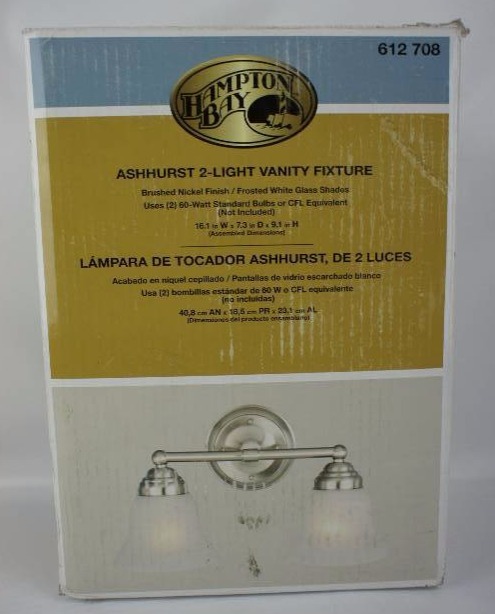 612 708
HAMPTON
BAY
ASHHURST 2-LIGHT VANITY FIXTURE
Brushed Nickel Finish / Frosted White Glass Shades
Uses (2) 60-Watt Standard Bulbs or CFL Equivalent
(Not Included)
16.1 in W x 7.3 in D x 9.1 in H
(Assembled Dimensions)
LÁMPARA DE TOCADOR ASHHURST, DE 2 LUCES
Acabado en níquel cepillado / Pantallas de vidrio escarchado blanco
Usa (2) bombillas estándar de 60 W o CFL equivalente
(no incluidas)
40,8 cm AN x 18,5 cm PR x 23,1 cm AL
(Dimensiones del producto ensamblado)